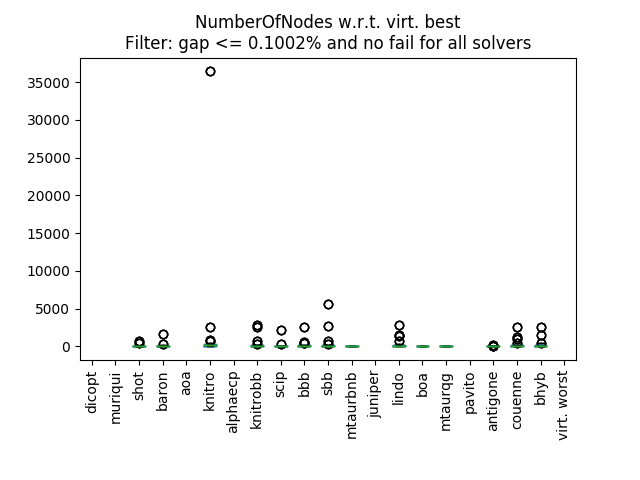 NumberOfNodes w.r.t. virt. best
Filter: gap <= 0.1002% and no fail for all solvers
35000
30000
25000
20000
15000
10000
5000
0
dicopt
muriqui
shot
baron
aoa
knitro
alphaecp
knitrobb
scip
bbb
sbb
mtaurbnb
juniper
lindo
boa
mtaurqg
pavito
antigone
couenne
bhyb
virt. worst